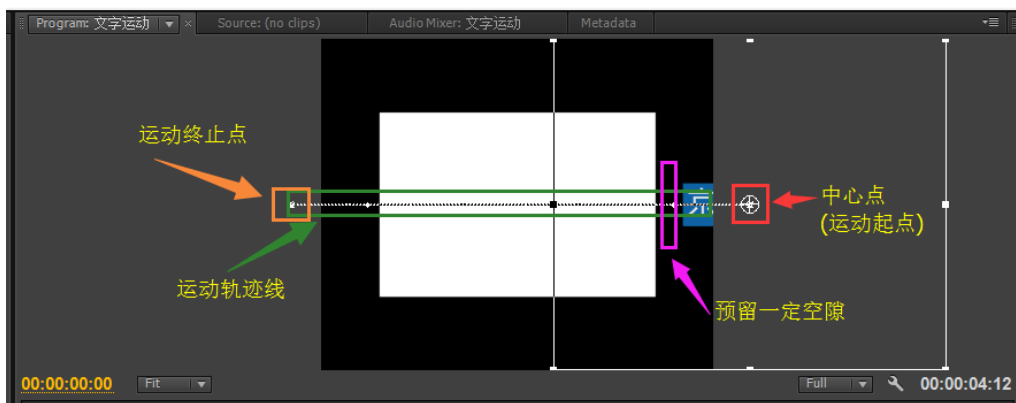 Program: 文字运动
Source: (no clips)
Audio Mixer: 文字运动
Metadata
运动终止点
中心点
(运动起点)
运动轨迹线
预留一定空隙
00:00:00:00
Fit
Full
00:00:04:12